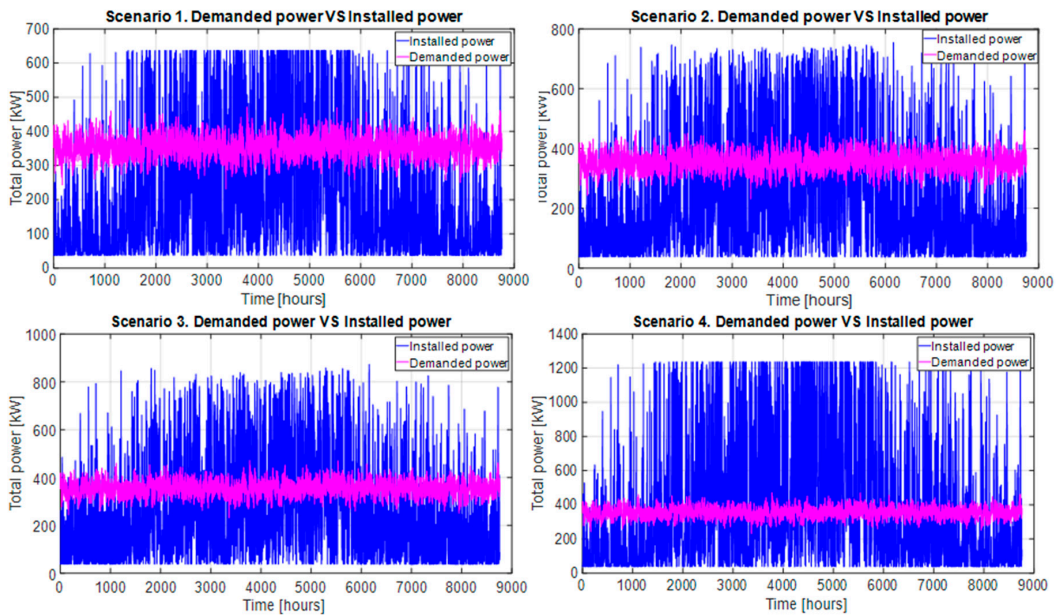 Scenario 1. Demanded power VS Installed power
700
600
500
400
300
200
100
0
Total power [kW]
Installed power
Demanded power
0 1000 2000 3000 4000 5000 6000 7000 8000 9000
Time [hours]
Scenario 2. Demanded power VS Installed power
800
600
400
200
0
Total power [kW]
Installed power
Demanded power
0 1000 2000 3000 4000 5000 6000 7000 8000 9000
Time [hours]
Scenario 3. Demanded power VS Installed power
1000
800
600
400
200
0
Total power [kW]
Installed power
Demanded power
0 1000 2000 3000 4000 5000 6000 7000 8000 9000
Time [hours]
Scenario 4. Demanded power VS Installed power
1400
1200
1000
800
600
400
200
0
Total power [kW]
Installed power
Demanded power
0 1000 2000 3000 4000 5000 6000 7000 8000 9000
Time [hours]